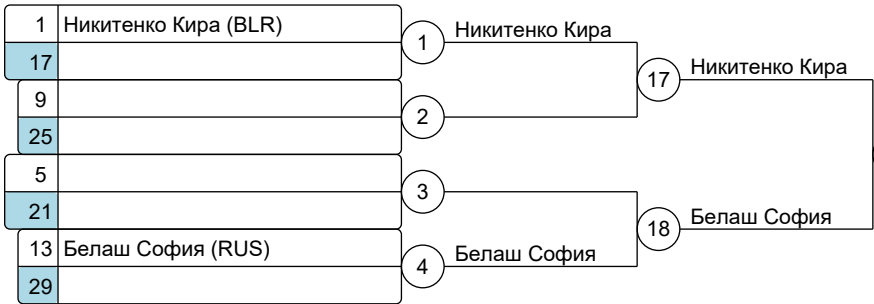 1 Никитенко Кира (BLR)
17
1 Никитенко Кира
9
25
2
17 Никитенко Кира
5
21
3
13 Белаш София (RUS)
29
4 Белаш София
18 Белаш София